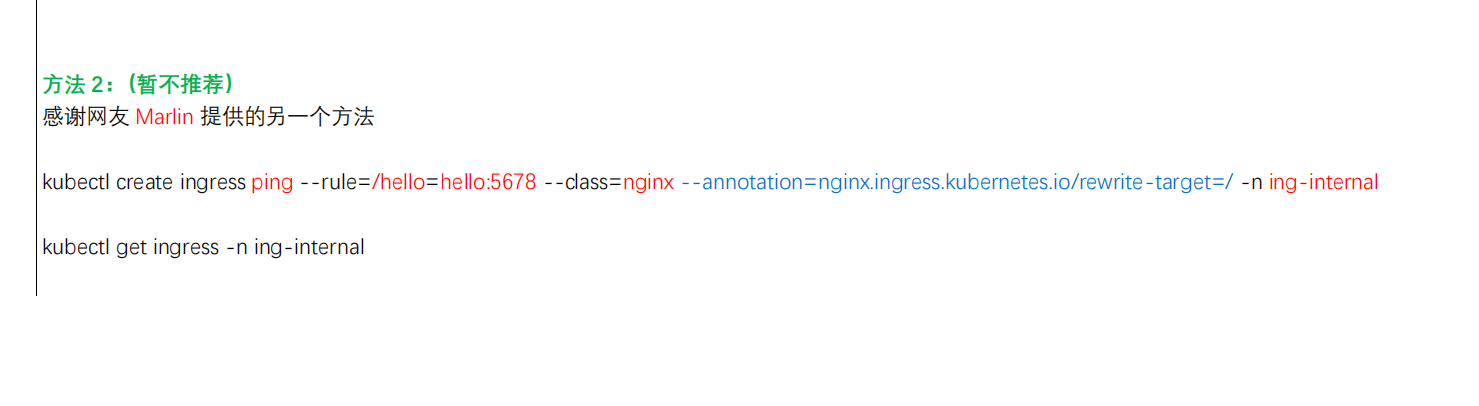 方法 2：(暂不推荐)
感谢网友 Marlin 提供的另一个方法
kubectl create ingress ping --rule=/hello=hello:5678 --class=nginx --annotation=nginx.ingress.kubernetes.io/rewrite-target=/ -n ing-internal
kubectl get ingress -n ing-internal